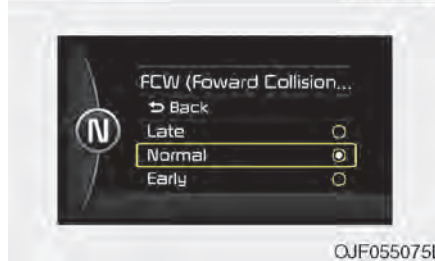 FCW (Foward Collision...
Back
N
Late
Normal
Early
OJF055075L